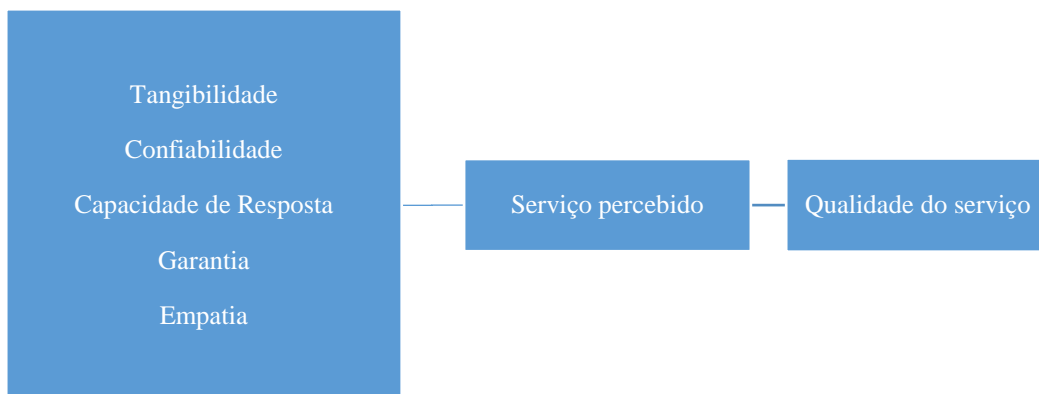 Tangibilidade
Confiabilidade
Capacidade de Resposta
Garantia
Empatia
Serviço percebido
Qualidade do serviço